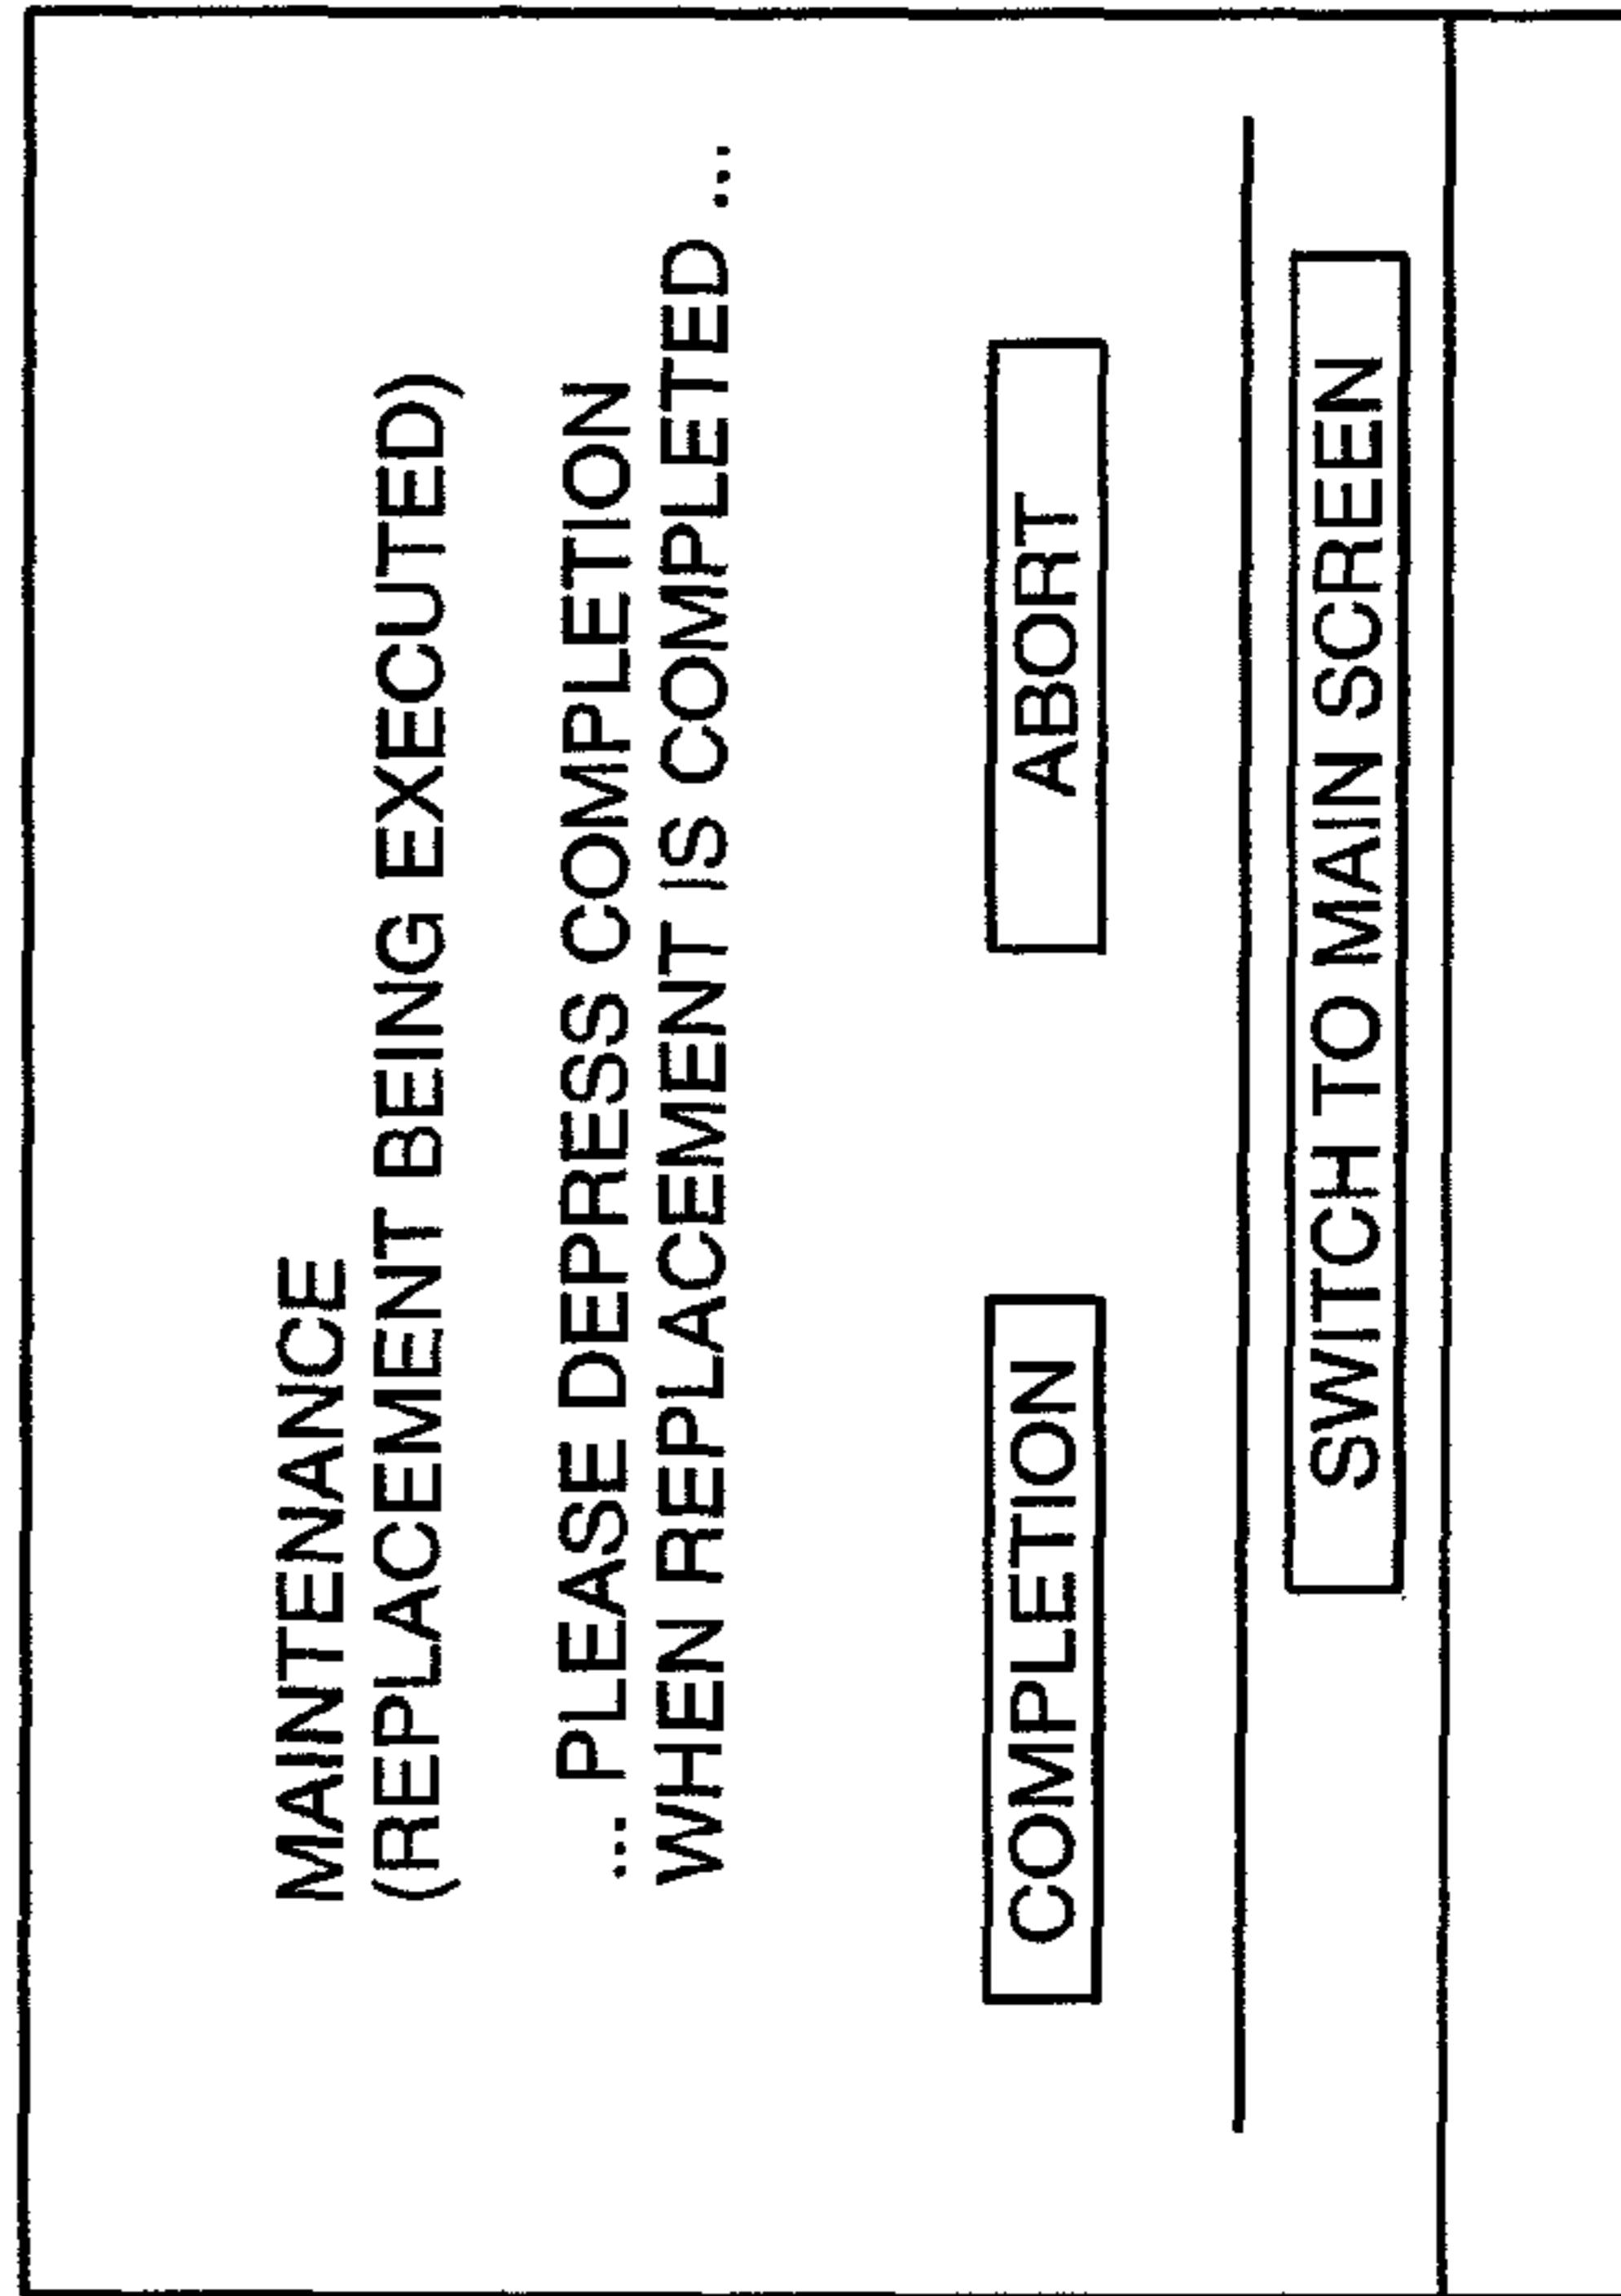 MAINTENANCE
(REPLACEMENT BEING EXECUTED)
... PLEASE DEPRESS COMPLETION
WHEN REPLACEMENT IS COMPLETED ...
COMPLETION
ABORT
SWITCH TO MAIN SCREEN